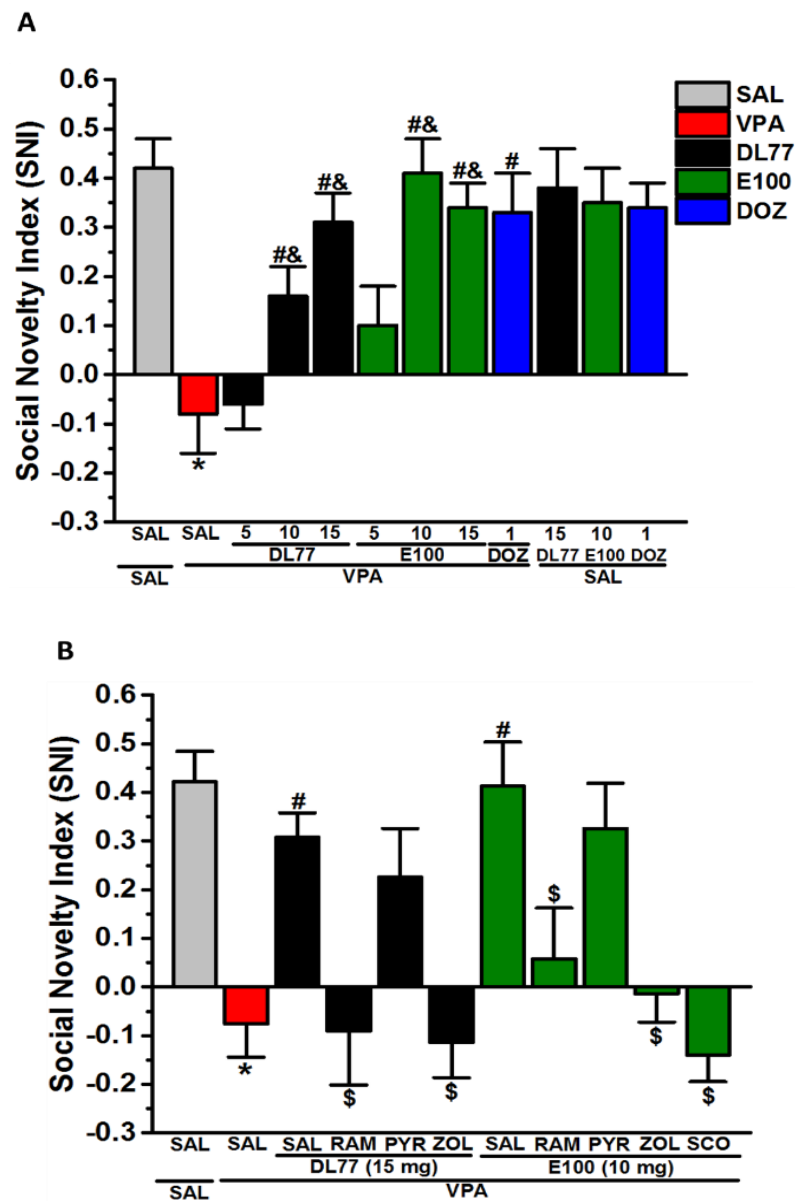 A
Social Novelty Index (SNI)
0.6
0.5
0.4
0.3
0.2
0.1
0.0
-0.1
-0.2
-0.3
*
#&
#&
#&
#&
#
SAL
VPA
DL77
E100
DOZ
SAL SAL 5 10 15 5 10 15 1 15 10 1
DL77 E100 DOZ DL77 E100 DOZ
SAL VPA SAL
B
Social Novelty Index (SNI)
0.6
0.5
0.4
0.3
0.2
0.1
0.0
-0.1
-0.2
-0.3
*
#
$
$
#
$
$
$
SAL SAL SAL RAM PYR ZOL SAL RAM PYR ZOL SCO
DL77 (15 mg) E100 (10 mg)
SAL VPA